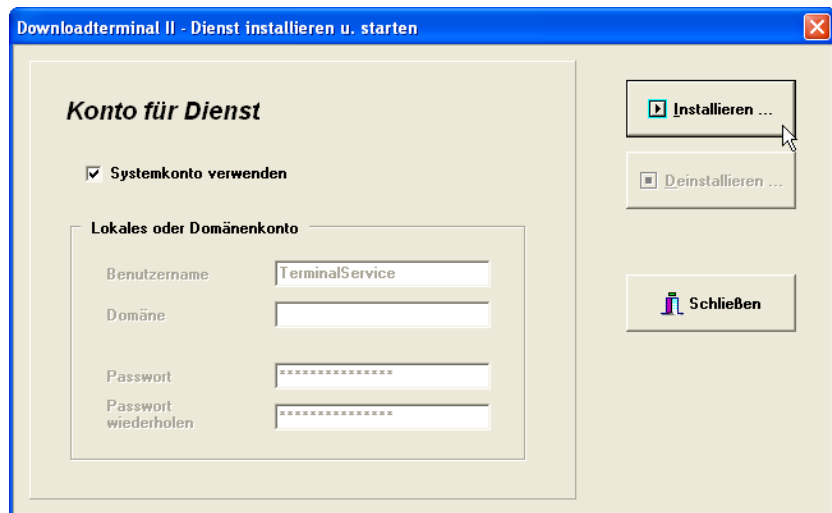 Downloadterminal II - Dienst installieren u. starten
Konto für Dienst
Systemkonto verwenden
Lokales oder Domänenkonto
Benutzername
TerminalService
Domäne
Passwort
***************
Passwort
wiederholen
***************
Installieren ...
Deinstallieren ...
Schließen